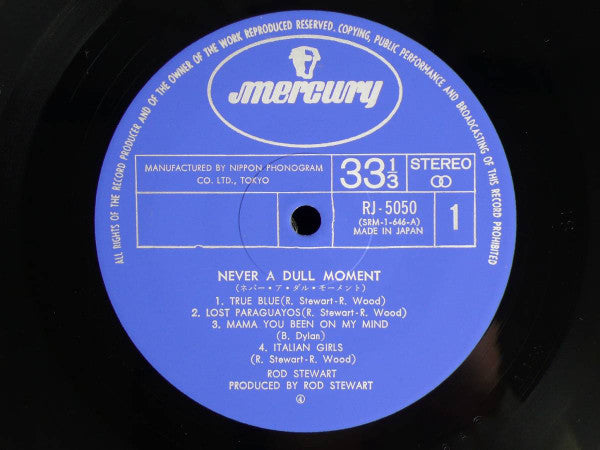 ALL RIGHTS OF THE RECORD PRODUCER AND OF THE OWNER OF THE WORK REPRODUCED RESERVED. COPYING, PUBLIC PERFORMANCE AND BROADCASTING OF THIS RECORD PROHIBITED
mercury
MANUFACTURED BY NIPPON PHONOGRAM
CO. LTD., TOKYO
33 1/3
STEREO
RJ-5050
(SRM-1-646-A)
MADE IN JAPAN
1
NEVER A DULL MOMENT
(ネバー・ア・ダル・モーメント)
1. TRUE BLUE(R. Stewart-R. Wood)
2. LOST PARAGUAYOS(R. Stewart-R. Wood)
3. MAMA YOU BEEN ON MY MIND
(B. Dylan)
4. ITALIAN GIRLS
(R. Stewart-R. Wood)
ROD STEWART
PRODUCED BY ROD STEWART
④